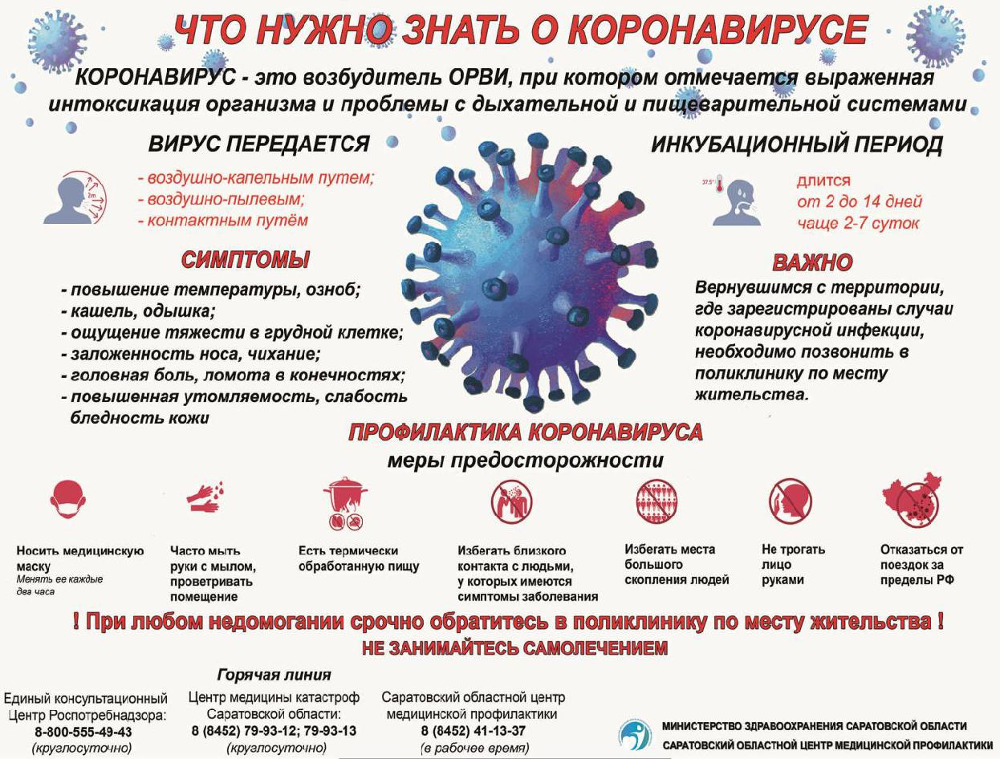 ЧТО НУЖНО ЗНАТЬ О КОРОНАВИРУСЕ
КОРОНАВИРУС - это возбудитель ОРВИ, при котором отмечается выраженная
интоксикация организма и проблемы с дыхательной и пищеварительной системами
ВИРУС ПЕРЕДАЕТСЯ
2m
- воздушно-капельным путем;
- воздушно-пылевым;
- контактным путём
ИНКУБАЦИОННЫЙ ПЕРИОД
37.5°
длится
от 2 до 14 дней
чаще 2-7 суток
СИМПТОМЫ
- повышение температуры, озноб;
- кашель, одышка;
- ощущение тяжести в грудной клетке;
- заложенность носа, чихание;
- головная боль, ломота в конечностях;
- повышенная утомляемость, слабость
бледность кожи
ВАЖНО
Вернувшимся с территории,
где зарегистрированы случаи
коронавирусной инфекции,
необходимо позвонить в
поликлинику по месту
жительства.
ПРОФИЛАКТИКА КОРОНАВИРУСА
меры предосторожности
Носить медицинскую
маску
Менять ее каждые
два часа
Часто мыть
руки с мылом,
проветривать
помещение
Есть термически
обработанную пищу
Избегать близкого
контакта с людьми,
у которых имеются
симптомы заболевания
Избегать места
большого
скопления людей
Не трогать
лицо
руками
Отказаться от
поездок за
пределы РФ
! При любом недомогании срочно обратитесь в поликлинику по месту жительства !
НЕ ЗАНИМАЙТЕСЬ САМОЛЕЧЕНИЕМ
Горячая линия
Единый консультационный
Центр Роспотребнадзора:
8-800-555-49-43
(круглосуточно)
Центр медицины катастроф
Саратовской области:
8 (8452) 79-93-12; 79-93-13
(круглосуточно)
Саратовский областной центр
медицинской профилактики
8 (8452) 41-13-37
(в рабочее время)
МИНИСТЕРСТВО ЗДРАВООХРАНЕНИЯ САРАТОВСКОЙ ОБЛАСТИ
САРАТОВСКИЙ ОБЛАСТНОЙ ЦЕНТР МЕДИЦИНСКОЙ ПРОФИЛАКТИКИ